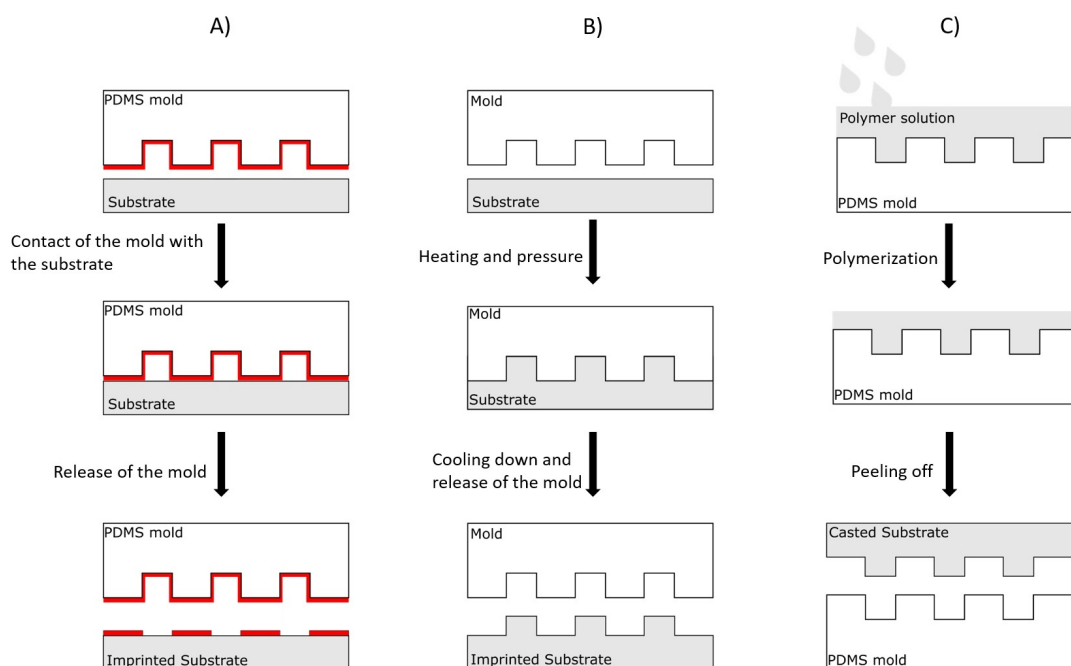 A)
PDMS mold
Substrate
Contact of the mold with
the substrate
PDMS mold
Substrate
Release of the mold
PDMS mold
Imprinted Substrate
B)
Mold
Substrate
Heating and pressure
Mold
Substrate
Cooling down and
release of the mold
Mold
Imprinted Substrate
C)
Polymer solution
PDMS mold
Polymerization
PDMS mold
Peeling off
Casted Substrate
PDMS mold